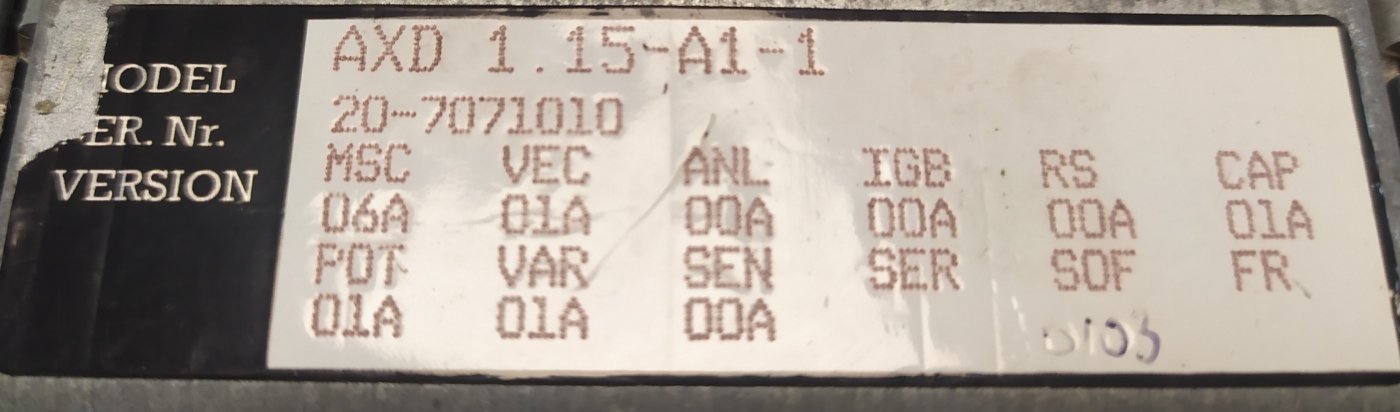 MODEL AXD 1.15-A1-1
SER. Nr. 20-7071010
VERSION MSC VEC ANL IGB RS CAP
06A 01A 00A 00A 00A 01A
POT VAR SEN SER SOF FR
01A 01A 00A